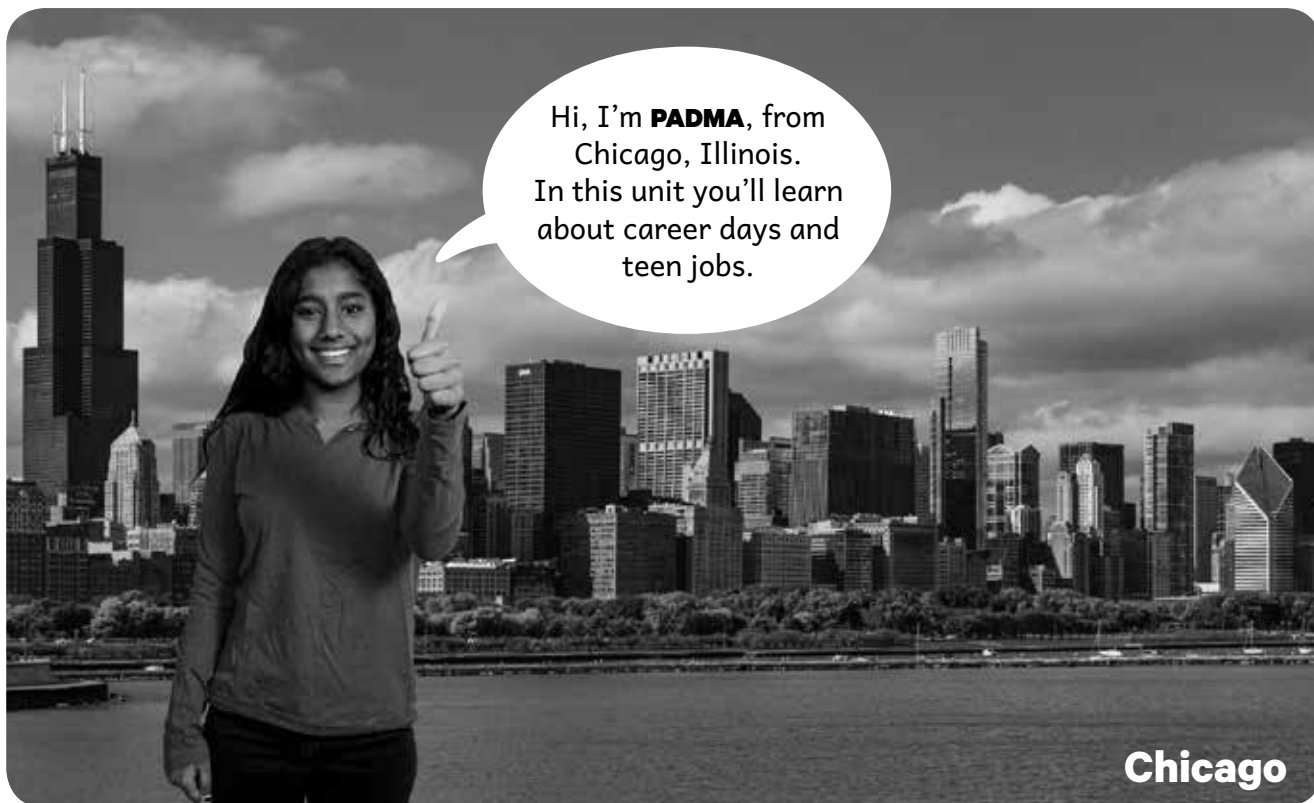 Hi, I’m PADMA, from
Chicago, Illinois.
In this unit you’ll learn
about career days and
teen jobs.
Chicago